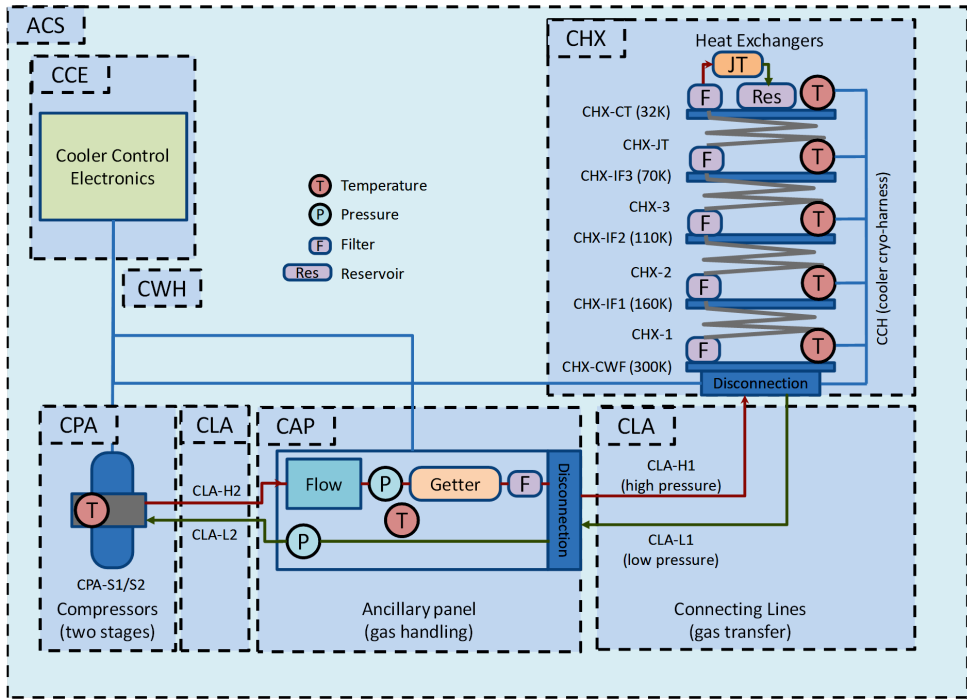 ACS
CCE
Cooler Control
Electronics
CWH
T Temperature
P Pressure
F Filter
Res Reservoir
CHX
Heat Exchangers
JT
F
Res
T
CHX-CT (32K)
CHX-JT
F
T
CHX-IF3 (70K)
CHX-3
F
T
CHX-IF2 (110K)
CHX-2
F
T
CHX-IF1 (160K)
CHX-1
F
T
CHX-CWF (300K)
Disconnection
CCH (cooler cryo-harness)
CPA
T
CPA-S1/S2
Compressors
(two stages)
CLA
CLA-H2
CLA-L2
CAP
Flow
P
Getter
F
T
P
Disconnection
Ancillary panel
(gas handling)
CLA
CLA-H1
(high pressure)
CLA-L1
(low pressure)
Connecting Lines
(gas transfer)